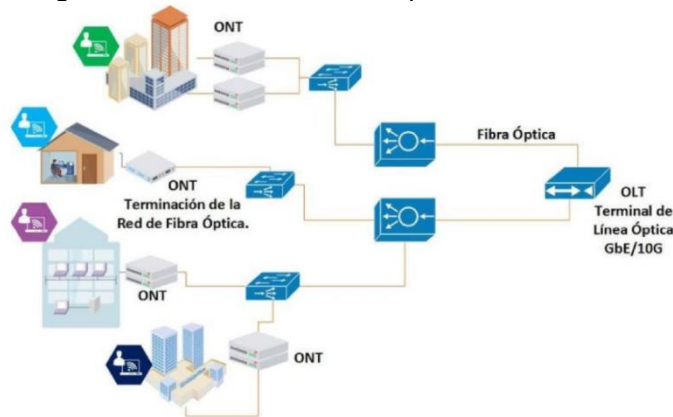 ONT
Fibra Óptica
ONT
Terminación de la
Red de Fibra Óptica.
OLT
Terminal de
Línea Óptica
GbE/10G
ONT
ONT